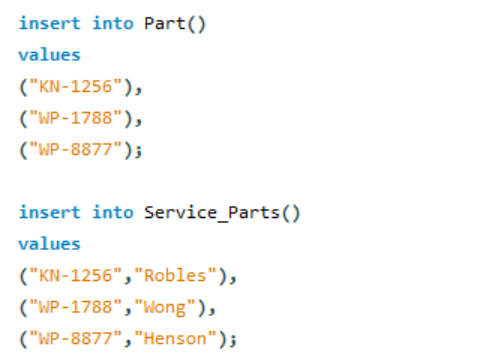 insert into Part()
values
("KN-1256"),
("WP-1788"),
("WP-8877");
insert into Service_Parts()
values
("KN-1256","Robles"),
("WP-1788","Wong"),
("WP-8877","Henson");